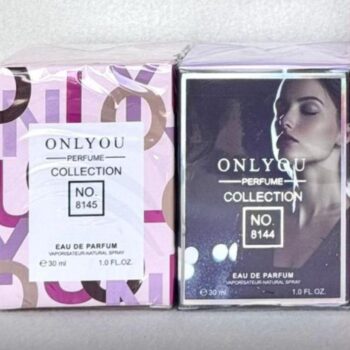 ONLYOU
PERFUME
COLLECTION
NO.
8145
EAU DE PARFUM
VAPORISATEUR-NATURAL SPRAY
℮30 ml 1.0 FL.OZ.
ONLYOU
PERFUME
COLLECTION
NO.
8144
EAU DE PARFUM
VAPORISATEUR-NATURAL SPRAY
℮30 ml 1.0 FL.OZ.